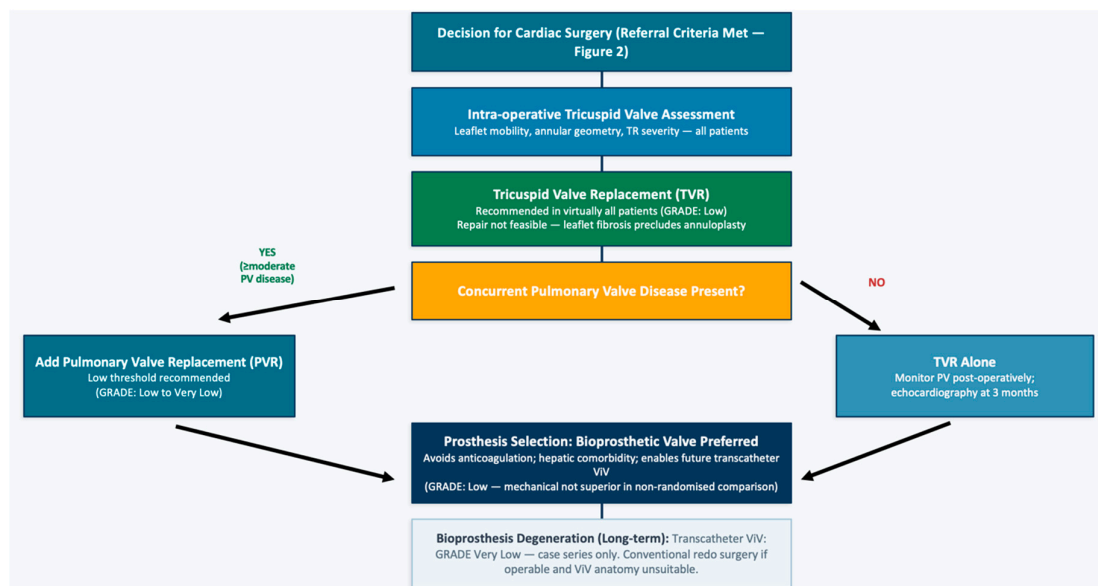 Decision for Cardiac Surgery (Referral Criteria Met —
Figure 2)
Intra-operative Tricuspid Valve Assessment
Leaflet mobility, annular geometry, TR severity — all patients
Tricuspid Valve Replacement (TVR)
Recommended in virtually all patients (GRADE: Low)
Repair not feasible — leaflet fibrosis precludes annuloplasty
YES
(≥moderate
PV disease)
Concurrent Pulmonary Valve Disease Present?
NO
Add Pulmonary Valve Replacement (PVR)
Low threshold recommended
(GRADE: Low to Very Low)
TVR Alone
Monitor PV post-operatively;
echocardiography at 3 months
Prosthesis Selection: Bioprosthetic Valve Preferred
Avoids anticoagulation; hepatic comorbidity; enables future transcatheter
ViV
(GRADE: Low — mechanical not superior in non-randomised comparison)
Bioprosthesis Degeneration (Long-term): Transcatheter ViV:
GRADE Very Low — case series only. Conventional redo surgery if
operable and ViV anatomy unsuitable.